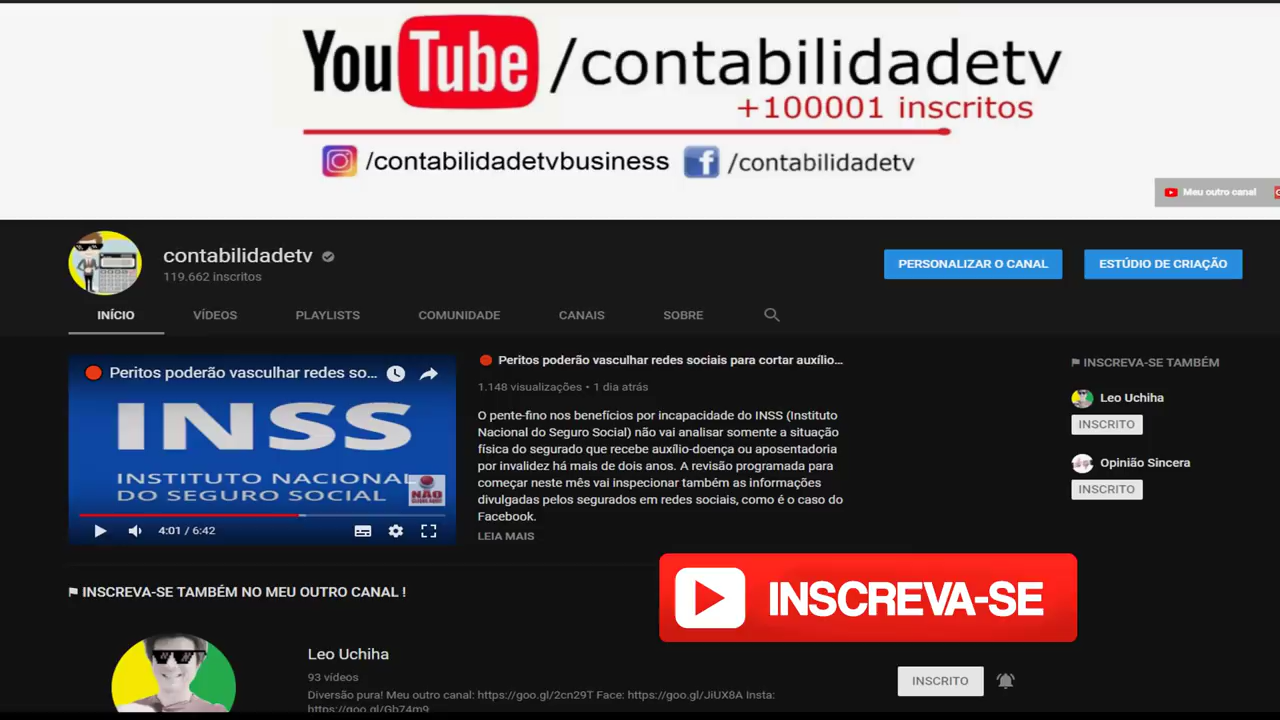 YouTube /contabilidadetv
+100001 inscritos
/contabilidadetvbusiness /contabilidadetv
Meu outro canal
contabilidadetv
119.662 inscritos
PERSONALIZAR O CANAL
ESTÚDIO DE CRIAÇÃO
INÍCIO VÍDEOS PLAYLISTS COMUNIDADE CANAIS SOBRE
Peritos poderão vasculhar redes so...
INSS
INSTITUTO NACIONAL
DO SEGURO SOCIAL
NÃO
4:01 / 6:42
Peritos poderão vasculhar redes sociais para cortar auxílio...
1.148 visualizações • 1 dia atrás
O pente-fino nos benefícios por incapacidade do INSS (Instituto
Nacional do Seguro Social) não vai analisar somente a situação
física do segurado que recebe auxílio-doença ou aposentadoria
por invalidez há mais de dois anos. A revisão programada para
começar neste mês vai inspecionar também as informações
divulgadas pelos segurados em redes sociais, como é o caso do
Facebook.
LEIA MAIS
INSCREVA-SE TAMBÉM
Leo Uchiha
INSCRITO
Opinião Sincera
INSCRITO
INSCREVA-SE TAMBÉM NO MEU OUTRO CANAL !
INSCREVA-SE
Leo Uchiha
93 vídeos
Diversão pura! Meu outro canal: https://goo.gl/2cn29T Face: https://goo.gl/JiUX8A Insta:
https://goo.gl/Gb74m9
INSCRITO